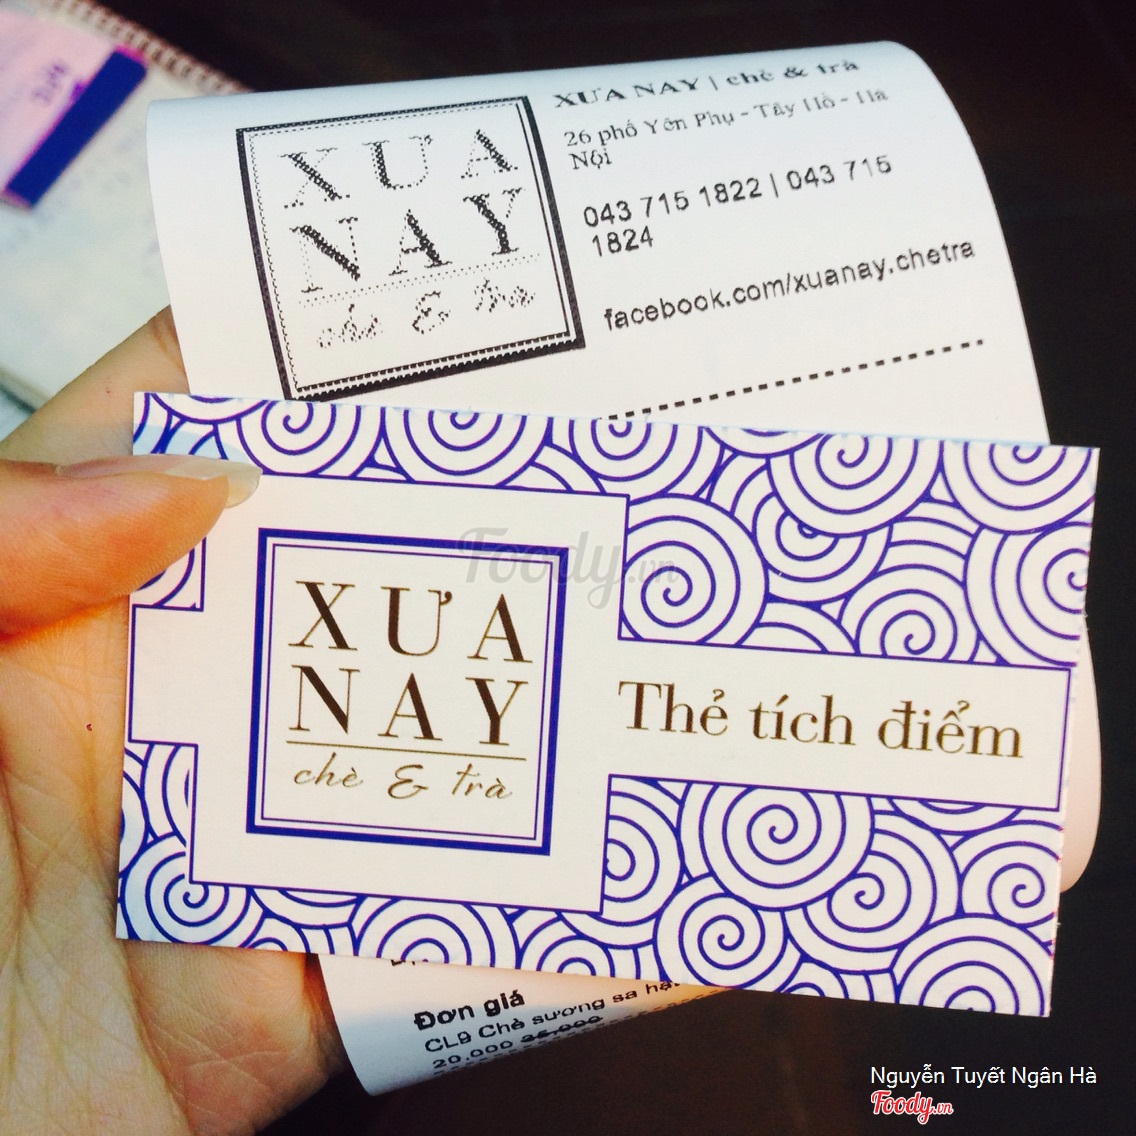 XƯA NAY | chè & trà
26 phố Yên Phụ - Tây Hồ - Hà
Nội
043 715 1822 | 043 715
1824
facebook.com/xuanay.chetra
XƯA
NAY
chè & trà
XƯA
NAY
chè & trà
Thẻ tích điểm
Foody.vn
Đơn giá
CL9 Chè sương sa
20,000 35,000
Nguyễn Tuyết Ngân Hà
Foody.vn